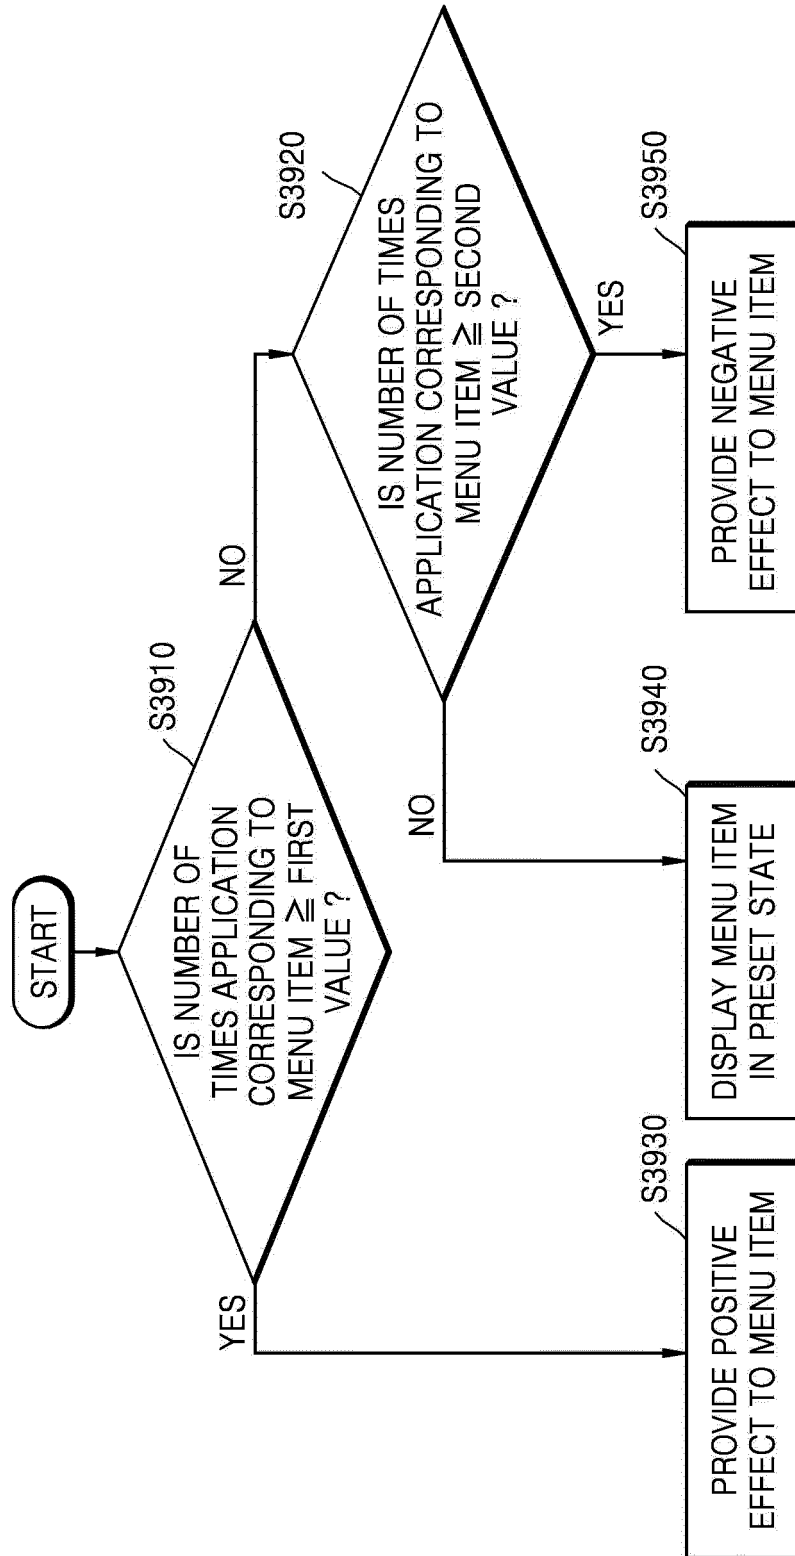 START
S3910
IS NUMBER OF
TIMES APPLICATION
CORRESPONDING TO
MENU ITEM ≧ FIRST
VALUE ?
YES
NO
S3920
IS NUMBER OF TIMES
APPLICATION CORRESPONDING TO
MENU ITEM ≧ SECOND
VALUE ?
NO
YES
S3930
PROVIDE POSITIVE
EFFECT TO MENU ITEM
S3940
DISPLAY MENU ITEM
IN PRESET STATE
S3950
PROVIDE NEGATIVE
EFFECT TO MENU ITEM